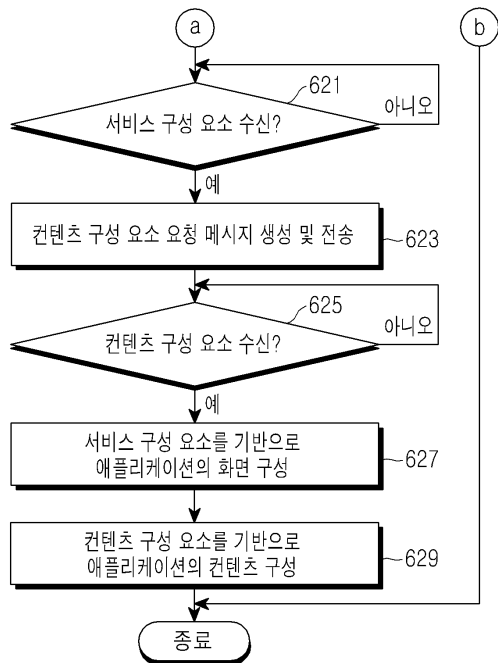 a
b
621
서비스 구성 요소 수신?
아니오
예
컨텐츠 구성 요소 요청 메시지 생성 및 전송
623
625
컨텐츠 구성 요소 수신?
아니오
예
서비스 구성 요소를 기반으로
애플리케이션의 화면 구성
627
컨텐츠 구성 요소를 기반으로
애플리케이션의 컨텐츠 구성
629
종료